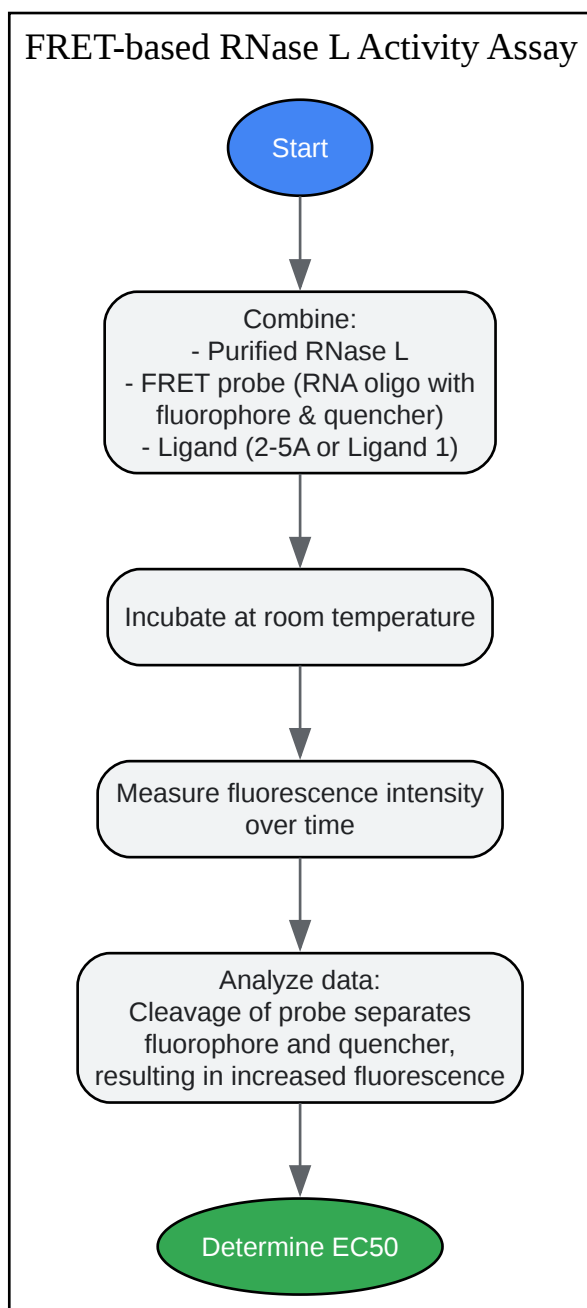 FRET-based RNase L Activity Assay
Start
Combine:
- Purified RNase L
- FRET probe (RNA oligo with
fluorophore & quencher)
- Ligand (2-5A or Ligand 1)
Incubate at room temperature
Measure fluorescence intensity
over time
Analyze data:
Cleavage of probe separates
fluorophore and quencher,
resulting in increased fluorescence
Determine EC50